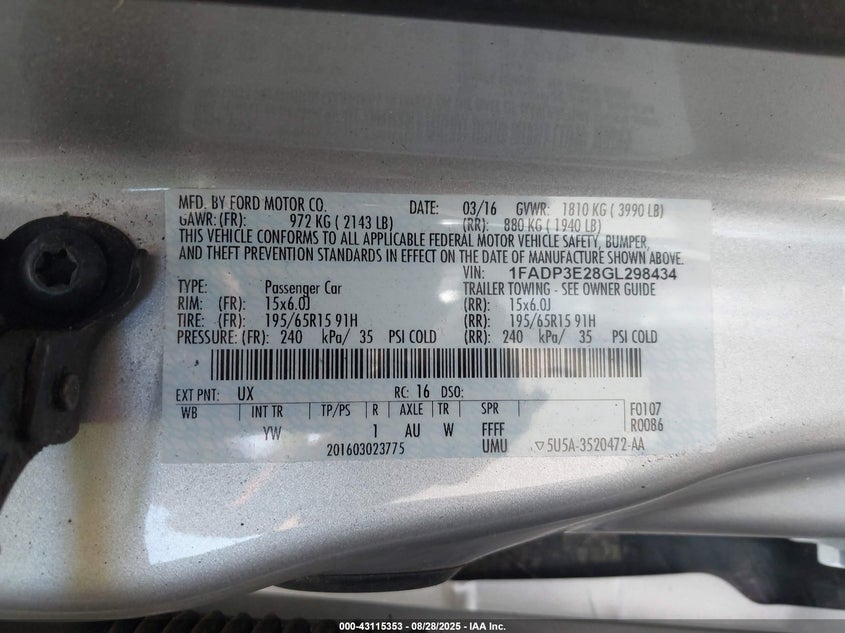 MFD. BY FORD MOTOR CO. DATE: 03/16 GVWR: 1810 KG ( 3990 LB)
GAWR: (FR): 972 KG ( 2143 LB) (RR): 880 KG ( 1940 LB)
THIS VEHICLE CONFORMS TO ALL APPLICABLE FEDERAL MOTOR VEHICLE SAFETY, BUMPER,
AND THEFT PREVENTION STANDARDS IN EFFECT ON THE DATE OF MANUFACTURE SHOWN ABOVE.
VIN: 1FADP3E28GL298434
TYPE: Passenger Car TRAILER TOWING - SEE OWNER GUIDE
RIM: (FR): 15x6.0J (RR): 15x6.0J
TIRE: (FR): 195/65R15 91H (RR): 195/65R15 91H
PRESSURE: (FR): 240 kPa/ 35 PSI COLD (RR): 240 kPa/ 35 PSI COLD
EXT PNT: UX RC: 16 DSO:
WB INT TR TP/PS R AXLE TR SPR F0107
YW 1 AU W FFFF R0086
201603023775 UMU ▽5U5A-3520472-AA
000-43115353 - 08/28/2025 - IAA Inc.